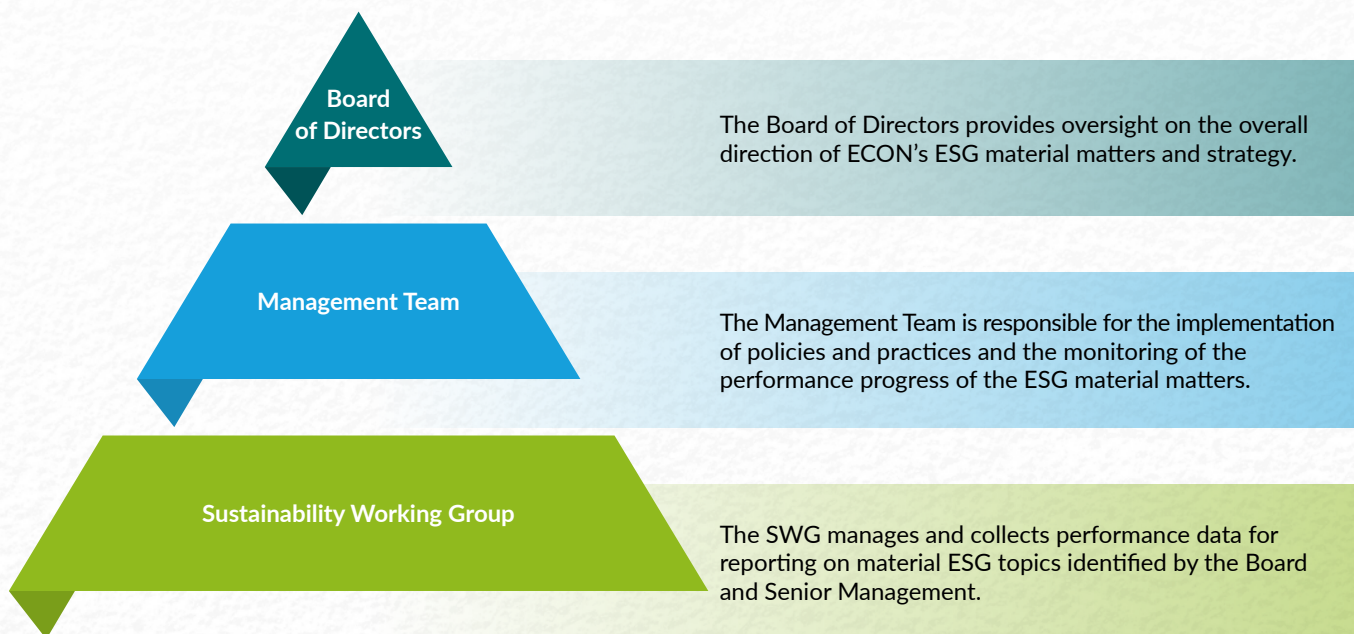 Board
of Directors
The Board of Directors provides oversight on the overall
direction of ECON’s ESG material matters and strategy.
Management Team
The Management Team is responsible for the implementation
of policies and practices and the monitoring of the
performance progress of the ESG material matters.
Sustainability Working Group
The SWG manages and collects performance data for
reporting on material ESG topics identified by the Board
and Senior Management.